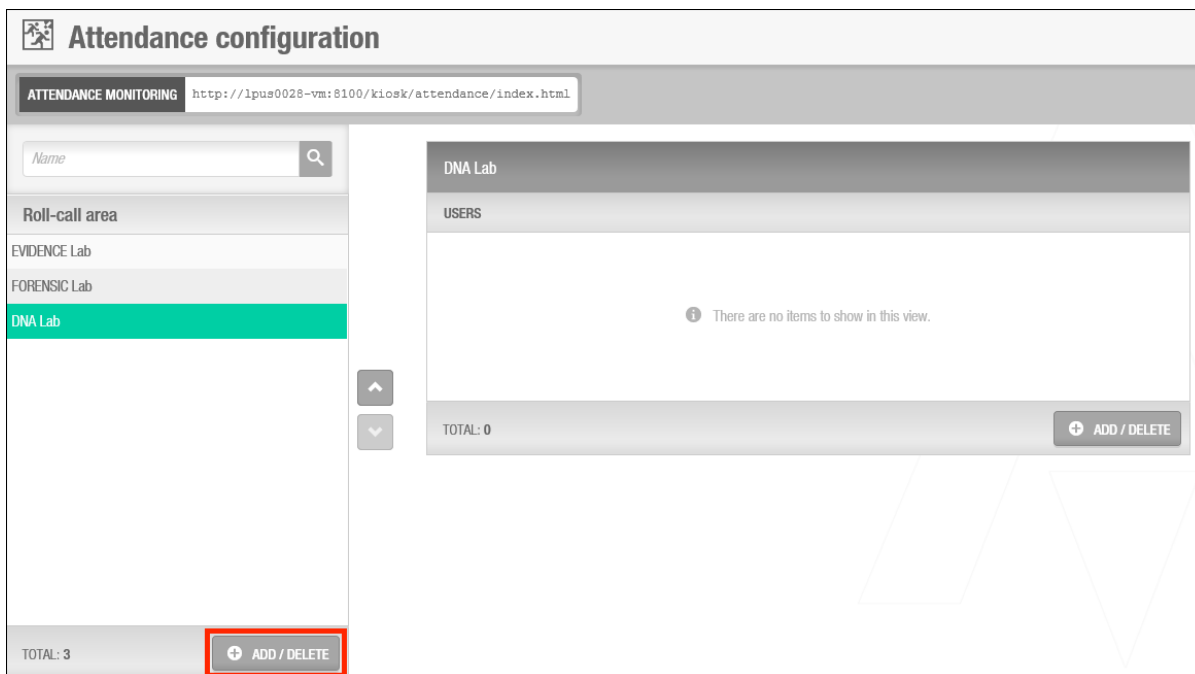 Attendance configuration
ATTENDANCE MONITORING http://lpus0028-vm:8100/kiosk/attendance/index.html
Name
Roll-call area
EVIDENCE Lab
FORENSIC Lab
DNA Lab
TOTAL: 3
ADD / DELETE
DNA Lab
USERS
There are no items to show in this view.
TOTAL: 0
ADD / DELETE